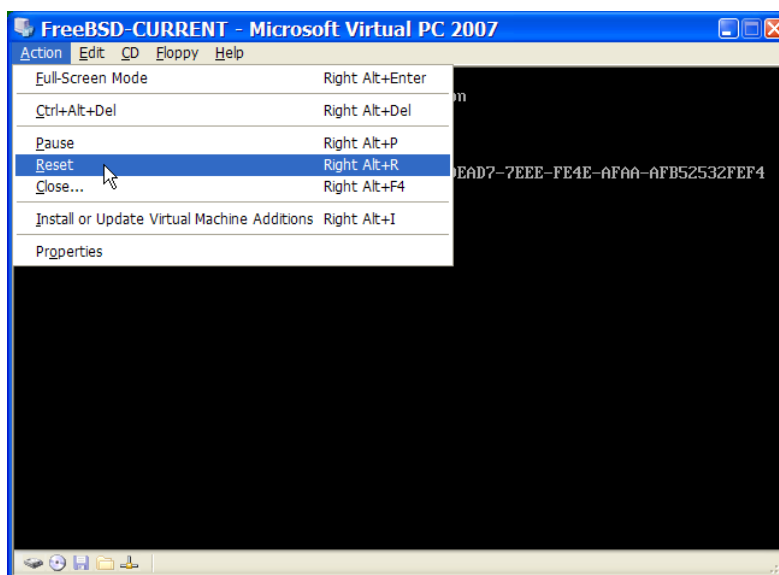 FreeBSD-CURRENT - Microsoft Virtual PC 2007
Action Edit CD Floppy Help
Full-Screen Mode Right Alt+Enter
Ctrl+Alt+Del Right Alt+Del
Pause Right Alt+P
Reset Right Alt+R
Close... Right Alt+F4
Install or Update Virtual Machine Additions Right Alt+I
Properties
on
EAD7-7EEE-FE4E-AFAA-AFB52532FEF4